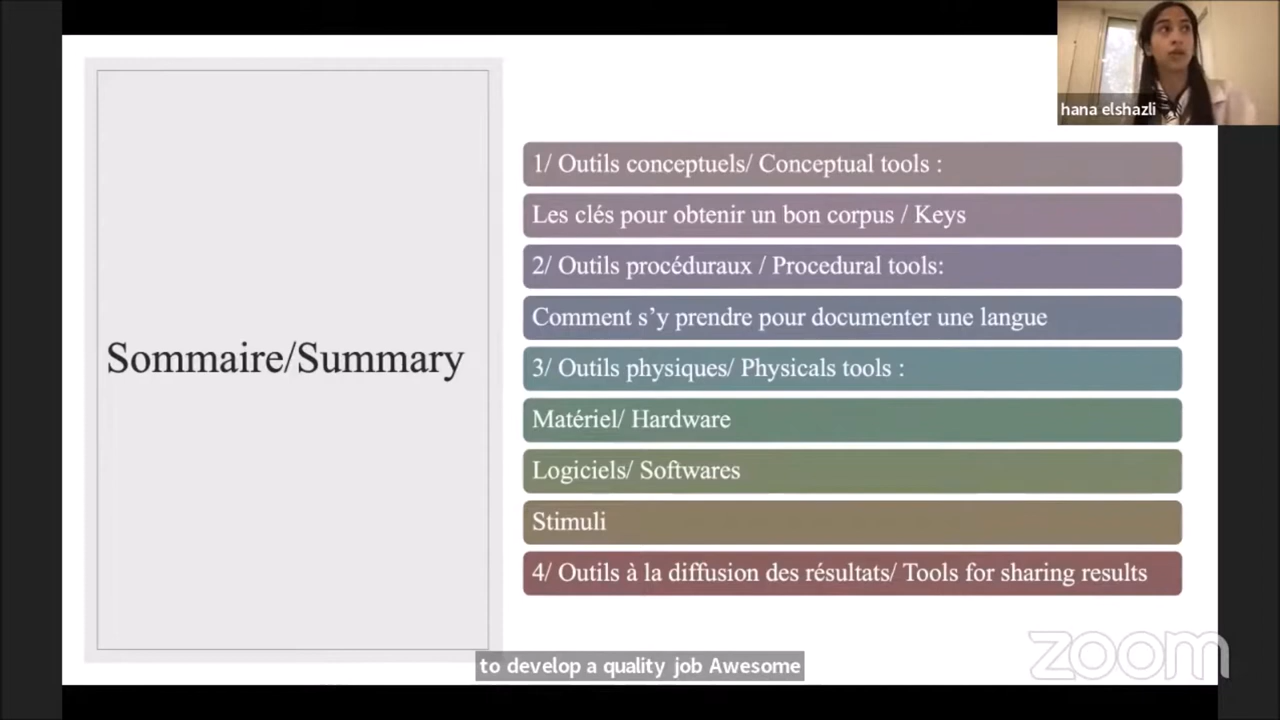 hana elshazli
Sommaire/Summary
1/ Outils conceptuels/ Conceptual tools :
Les clés pour obtenir un bon corpus / Keys
2/ Outils procéduraux / Procedural tools:
Comment s’y prendre pour documenter une langue
3/ Outils physiques/ Physicals tools :
Matériel/ Hardware
Logiciels/ Softwares
Stimuli
4/ Outils à la diffusion des résultats/ Tools for sharing results
to develop a quality job Awesome
zoom